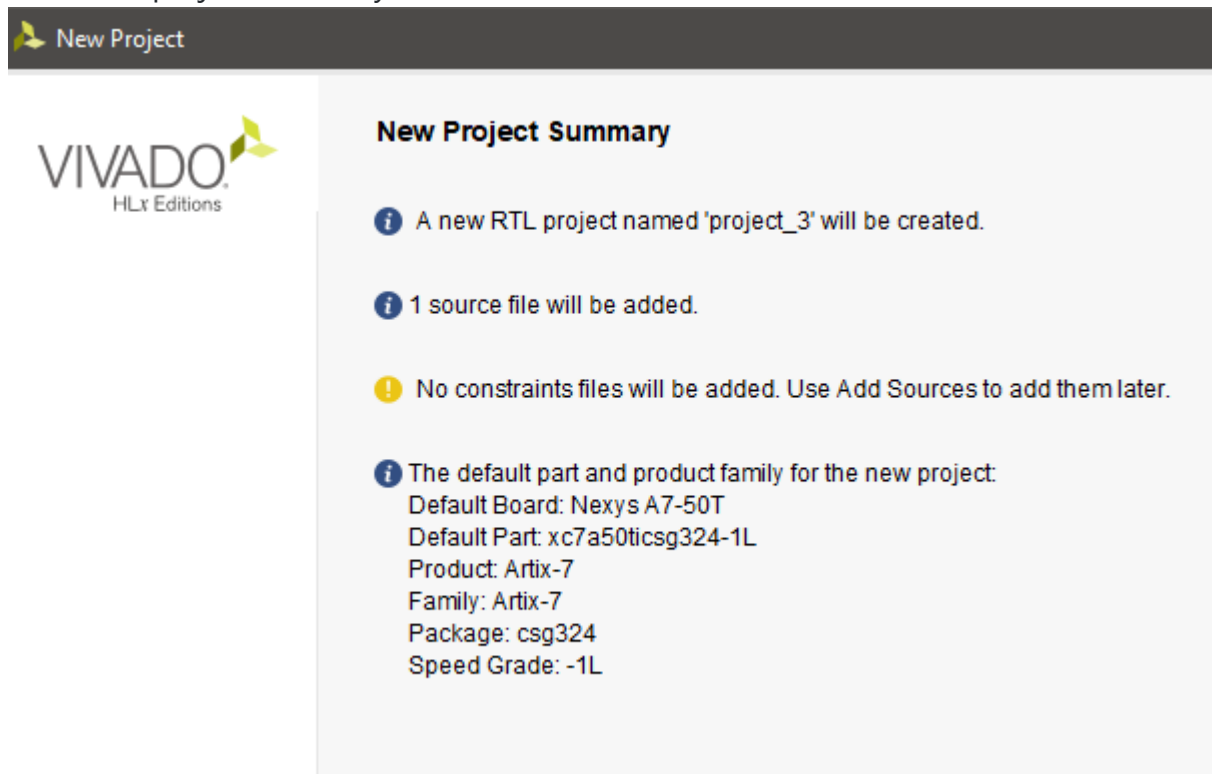 New Project
VIVADO.
HLx Editions
New Project Summary
A new RTL project named 'project_3' will be created.
1 source file will be added.
No constraints files will be added. Use Add Sources to add them later.
The default part and product family for the new project:
Default Board: Nexys A7-50T
Default Part: xc7a50ticsg324-1L
Product: Artix-7
Family: Artix-7
Package: csg324
Speed Grade: -1L